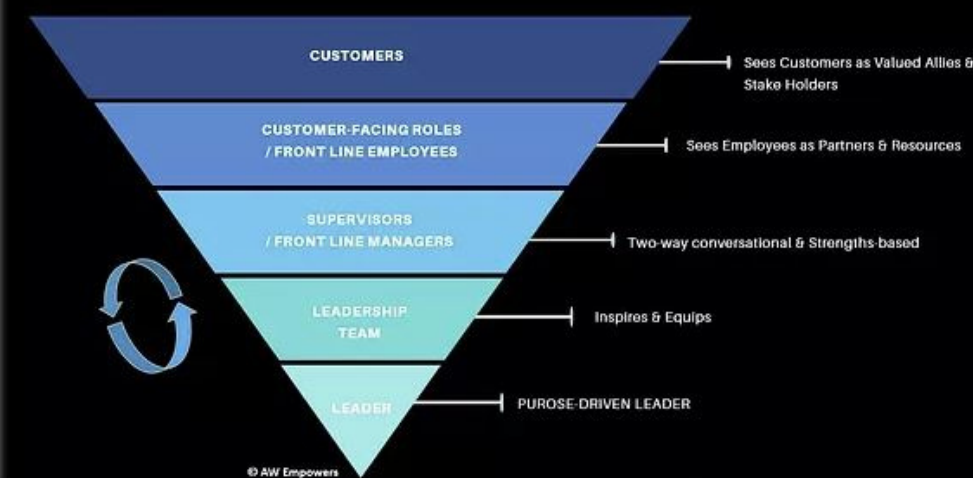 CUSTOMERS
Sees Customers as Valued Allies &
Stake Holders
CUSTOMER-FACING ROLES
/ FRONT LINE EMPLOYEES
Sees Employees as Partners & Resources
SUPERVISORS
/ FRONT LINE MANAGERS
Two-way conversational & Strengths-based
LEADERSHIP
TEAM
Inspires & Equips
LEADER
PUROSE-DRIVEN LEADER
© AW Empowers